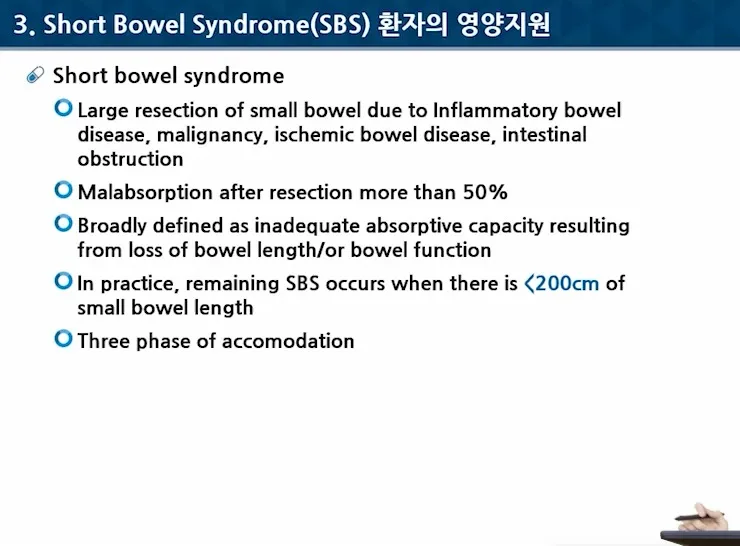 3. Short Bowel Syndrome(SBS) 환자의 영양지원
Short bowel syndrome
Large resection of small bowel due to Inflammatory bowel
disease, malignancy, ischemic bowel disease, intestinal
obstruction
Malabsorption after resection more than 50%
Broadly defined as inadequate absorptive capacity resulting
from loss of bowel length/or bowel function
In practice, remaining SBS occurs when there is <200cm of
small bowel length
Three phase of accomodation